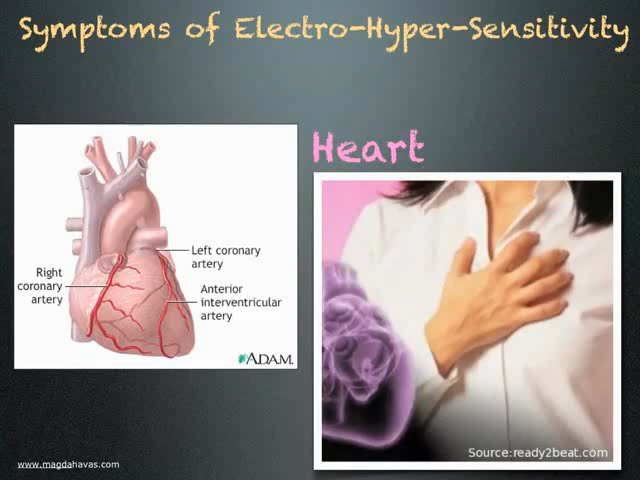 Symptoms of Electro-Hyper-Sensitivity
Heart
Left coronary
artery
Right
coronary
artery
Anterior
interventricular
artery
ADAM.
Source:ready2beat.com
www.magdahavas.com